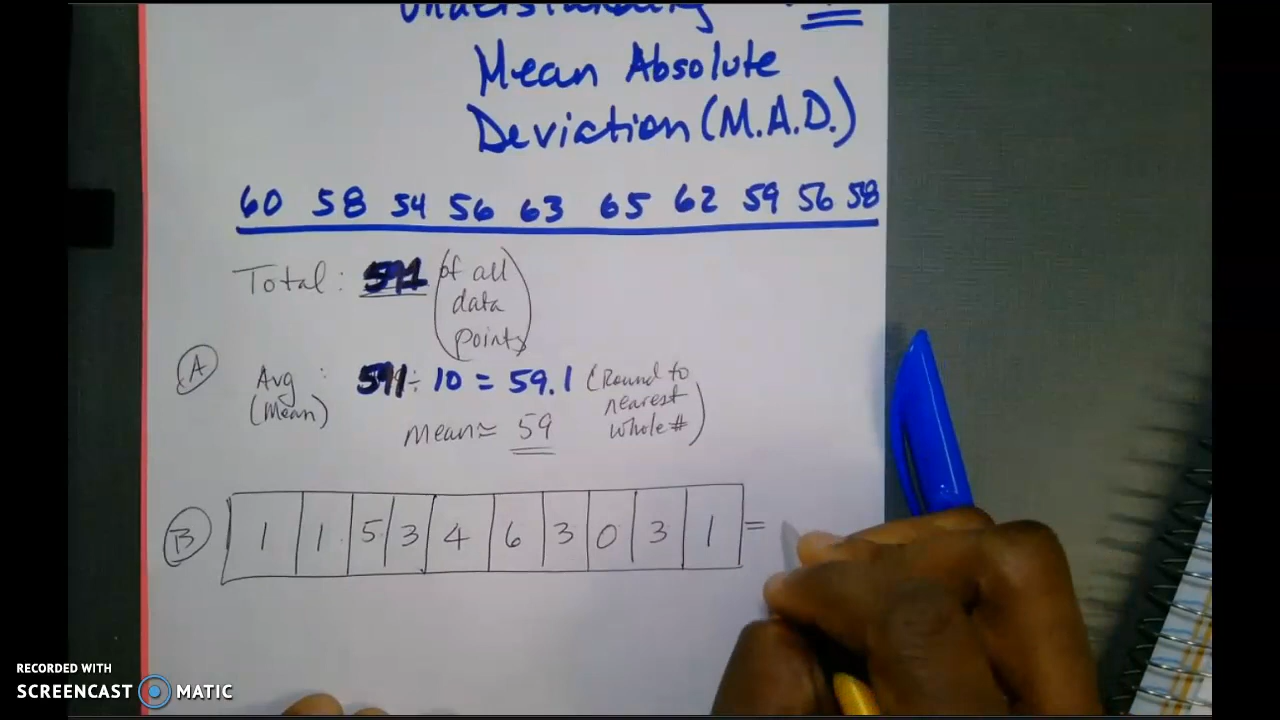 Understanding
Mean Absolute
Deviation (M.A.D.)
60 58 54 56 63 65 62 59 56 58
Total: 591 (of all
data
points)
A
Avg : 591 ÷ 10 = 59.1 (Round to
(Mean) nearest
mean ≈ 59 whole #)
B 1 1 5 3 4 6 3 0 3 1 =
RECORDED WITH
SCREENCAST MATIC